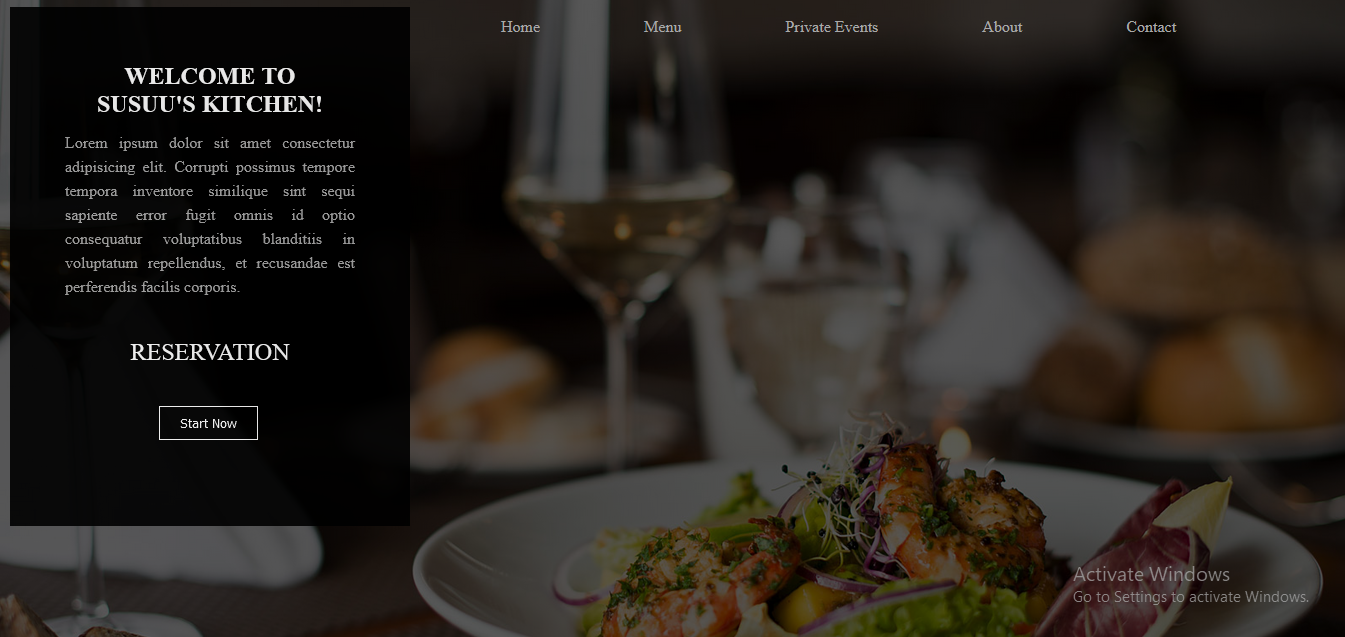 Home Menu Private Events About Contact
WELCOME TO
SUSUU'S KITCHEN!
Lorem ipsum dolor sit amet consectetur
adipisicing elit. Corrupti possimus tempore
tempora inventore similique sint sequi
sapiente error fugit omnis id optio
consequatur voluptatibus blanditiis in
voluptatum repellendus, et recusandae est
perferendis facilis corporis.
RESERVATION
Start Now
Activate Windows
Go to Settings to activate Windows.